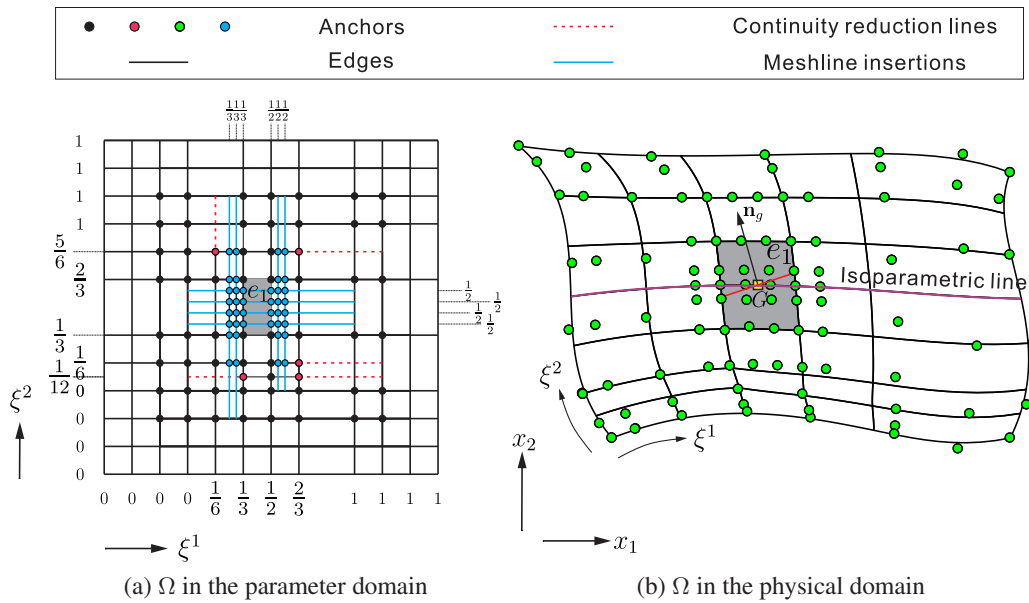 Anchors
Continuity reduction lines
Edges
Meshline insertions
1/3 1/3 1/3 1/2 1/2 1/2
1
1
1
1
5/6
2/3
1/3
1/6
1/12
0
0
0
0
e₁
1/2 1/2
1/2 1/2
ξ²
0 0 0 0 1/6 1/3 1/2 2/3 1 1 1 1
ξ¹
(a) Ω in the parameter domain
n_g
e₁
Isoparametric line
G
ξ²
ξ¹
x₂
x₁
(b) Ω in the physical domain